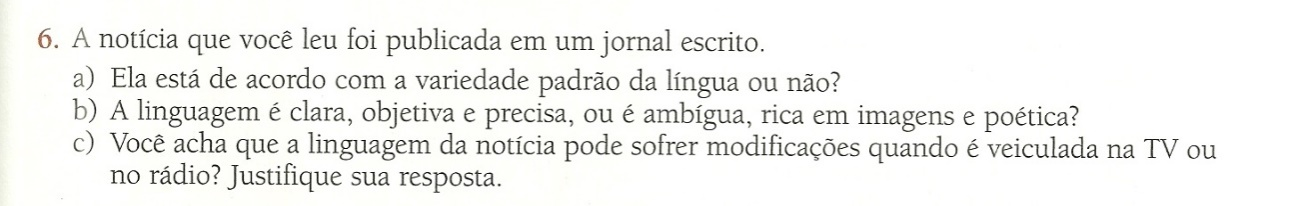 6. A notícia que você leu foi publicada em um jornal escrito.
a) Ela está de acordo com a variedade padrão da língua ou não?
b) A linguagem é clara, objetiva e precisa, ou é ambígua, rica em imagens e poética?
c) Você acha que a linguagem da notícia pode sofrer modificações quando é veiculada na TV ou
no rádio? Justifique sua resposta.